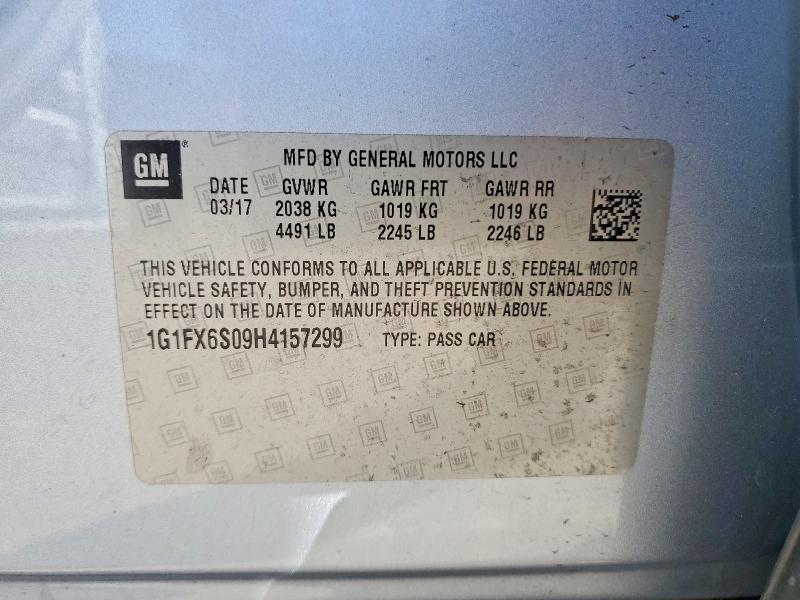 GM®
MFD BY GENERAL MOTORS LLC
DATE GVWR GAWR FRT GAWR RR
03/17 2038 KG 1019 KG 1019 KG
4491 LB 2245 LB 2246 LB
THIS VEHICLE CONFORMS TO ALL APPLICABLE U.S. FEDERAL MOTOR
VEHICLE SAFETY, BUMPER, AND THEFT PREVENTION STANDARDS IN
EFFECT ON THE DATE OF MANUFACTURE SHOWN ABOVE.
1G1FX6S09H4157299 TYPE: PASS CAR